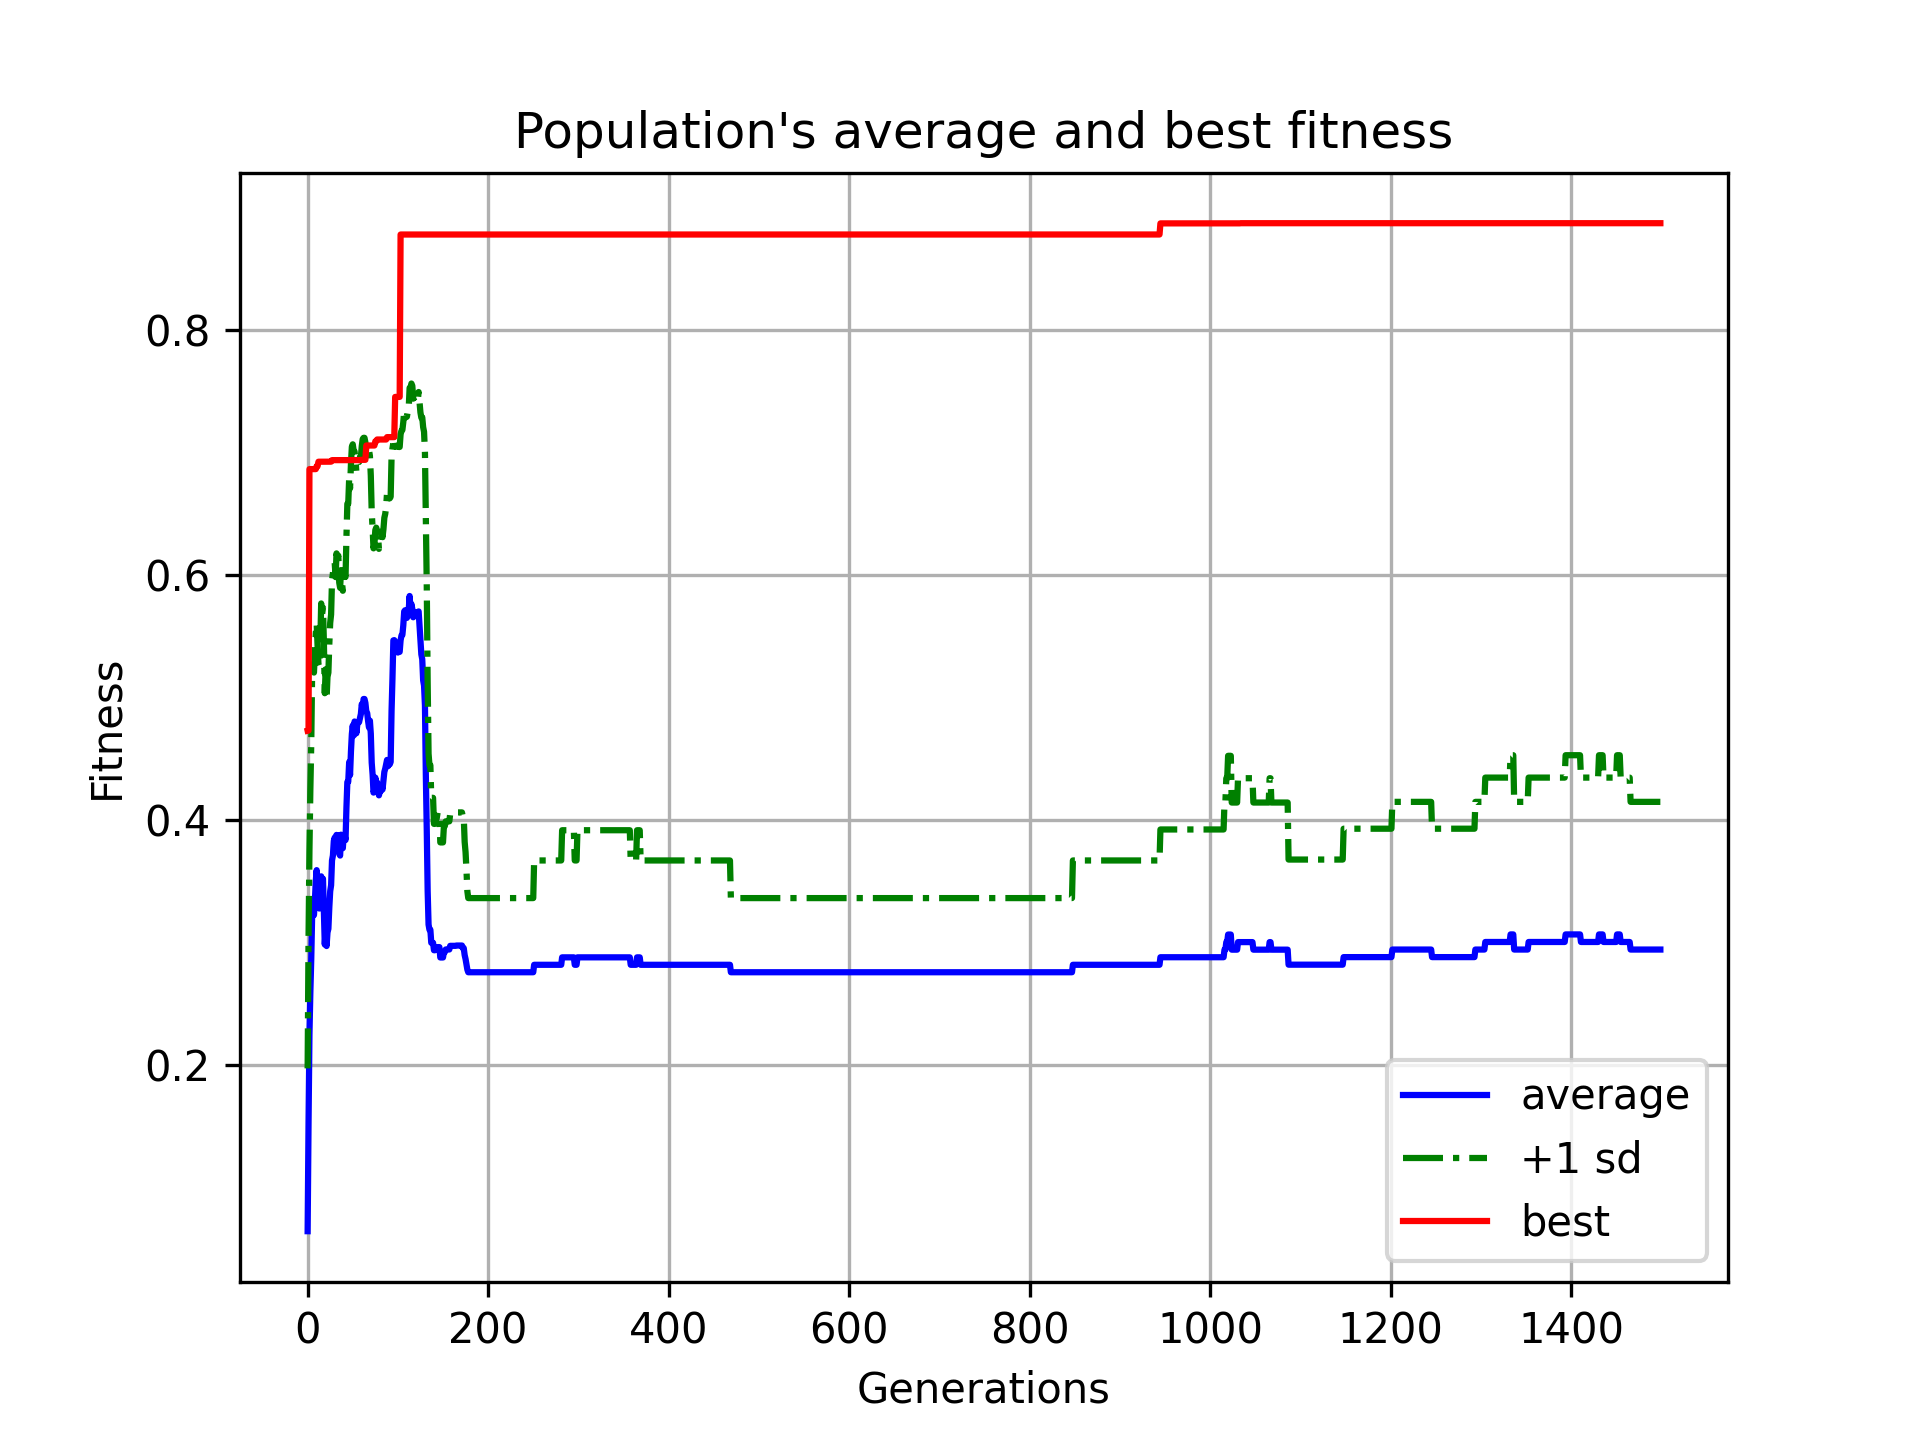 Population's average and best fitness
Fitness
0.8
0.6
0.4
0.2
0 200 400 600 800 1000 1200 1400
Generations
average
+1 sd
best